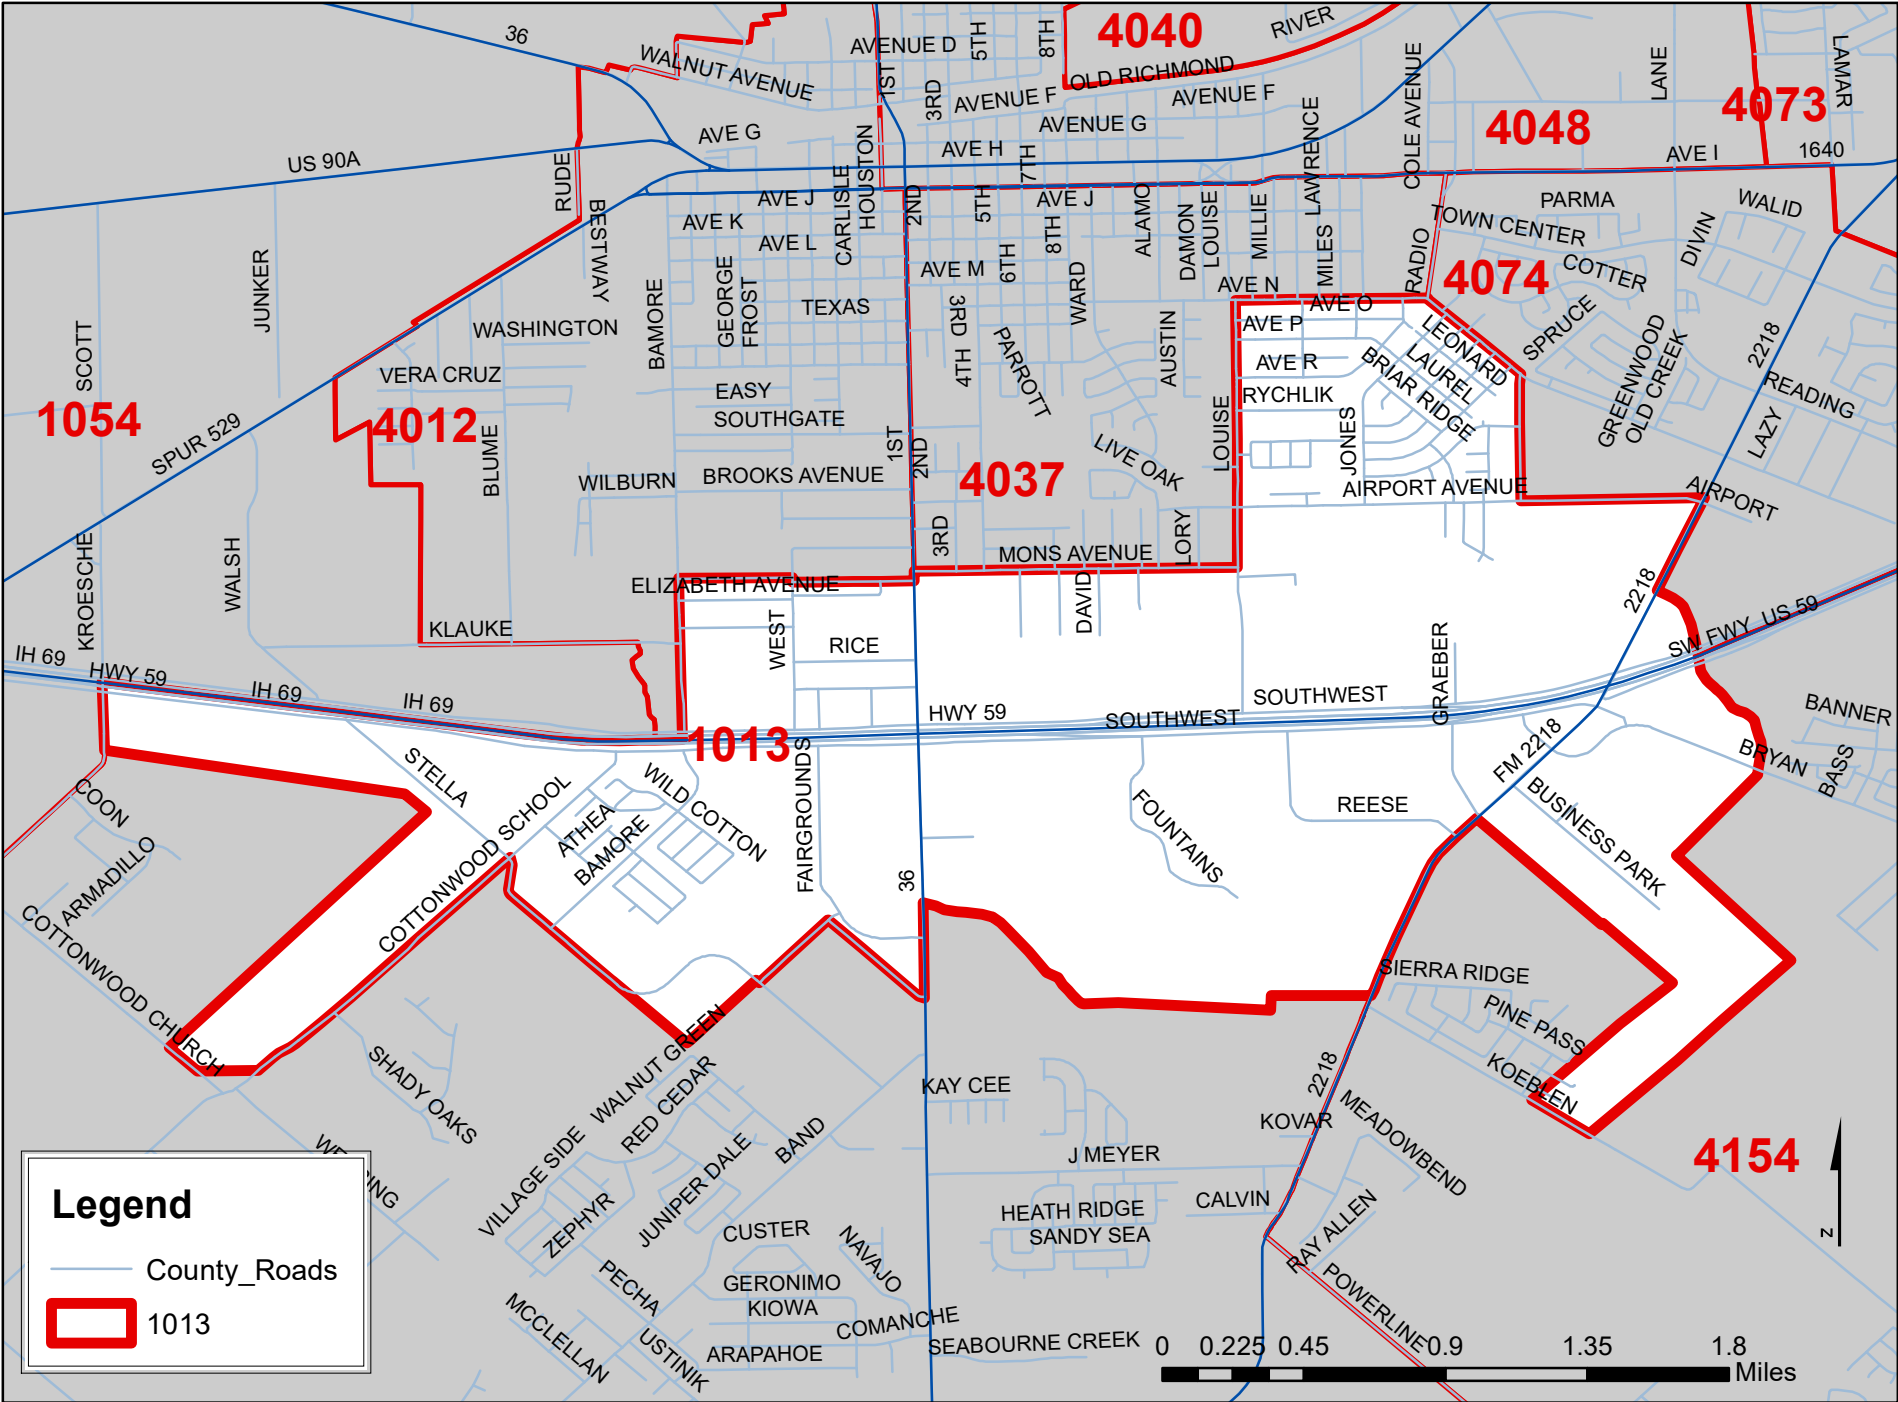 36
WALNUT AVENUE
AVENUE D
1ST
5TH
8TH
4040
RIVER
OLD RICHMOND
3RD
AVENUE F
AVENUE F
COLE AVENUE
LANE
4073
LAMAR
4048
AVE G
AVENUE G
LAWRENCE
AVE H
7TH
AVE I
1640
US 90A
RUDE
CARLISLE
HOUSTON
AVE J
2ND
5TH
AVE J
ALAMO
DAMON
LOUISE
MILLIE
PARMA
WALID
BESTWAY
AVE K
AVE L
8TH
TOWN CENTER
DIVIN
JUNKER
AVE M
6TH
WARD
MILES
RADIO
4074
COTTER
BAMORE
GEORGE
FROST
TEXAS
AVE N
AVE O
SCOTT
WASHINGTON
3RD
4TH
PARROTT
AUSTIN
AVE P
LEONARD
SPRUCE
GREENWOOD
OLD CREEK
2218
VERA CRUZ
AVE R
LAUREL
BRIAR RIDGE
READING
EASY
RYCHLIK
1054
4012
SOUTHGATE
LOUISE
JONES
LAZY
SPUR 529
BLUME
1ST
2ND
LIVE OAK
WILBURN
BROOKS AVENUE
4037
AIRPORT AVENUE
AIRPORT
KROESCHE
WALSH
3RD
LORY
MONS AVENUE
ELIZABETH AVENUE
DAVID
2218
SW FWY US 59
KLAUKE
WEST
RICE
GRAEBER
IH 69
HWY 59
IH 69
IH 69
HWY 59
SOUTHWEST
SOUTHWEST
BANNER
1013
FM 2218
BRYAN
BASS
STELLA
COTTONWOOD SCHOOL
WILD COTTON
FAIRGROUNDS
COON
ATHEA
BAMORE
FOUNTAINS
REESE
BUSINESS PARK
ARMADILLO
36
COTTONWOOD CHURCH
SIERRA RIDGE
PINE PASS
WALNUT GREEN
SHADY OAKS
RED CEDAR
KAY CEE
2218
KOEBLEN
MEADOWBEND
KOVAR
VILLAGE SIDE
JUNIPER DALE
BAND
J MEYER
4154
ZEPHYR
CALVIN
HEATH RIDGE
SANDY SEA
RAY ALLEN
CUSTER
NAVAJO
PECHA
GERONIMO
KIOWA
POWERLINE
MCCLELLAN
USTINIK
COMANCHE
ARAPAHOE
SEABOURNE CREEK
Legend
County_Roads
1013
0 0.225 0.45 0.9 1.35 1.8
Miles
N